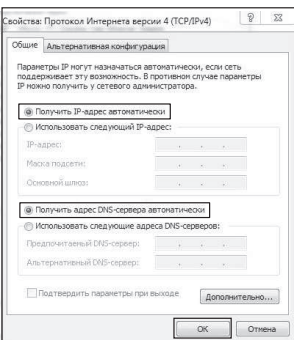 Свойства: Протокол Интернета версии 4 (TCP/IPv4)
Общие
Альтернативная конфигурация
Параметры IP могут назначаться автоматически, если сеть
поддерживает эту возможность. В противном случае параметры
IP можно получить у сетевого администратора.
Получить IP-адрес автоматически
Использовать следующий IP-адрес:
IP-адрес:
Маска подсети:
Основной шлюз:
Получить адрес DNS-сервера автоматически
Использовать следующие адреса DNS-серверов:
Предпочитаемый DNS-сервер:
Альтернативный DNS-сервер:
Подтвердить параметры при выходе
Дополнительно...
ОК
Отмена